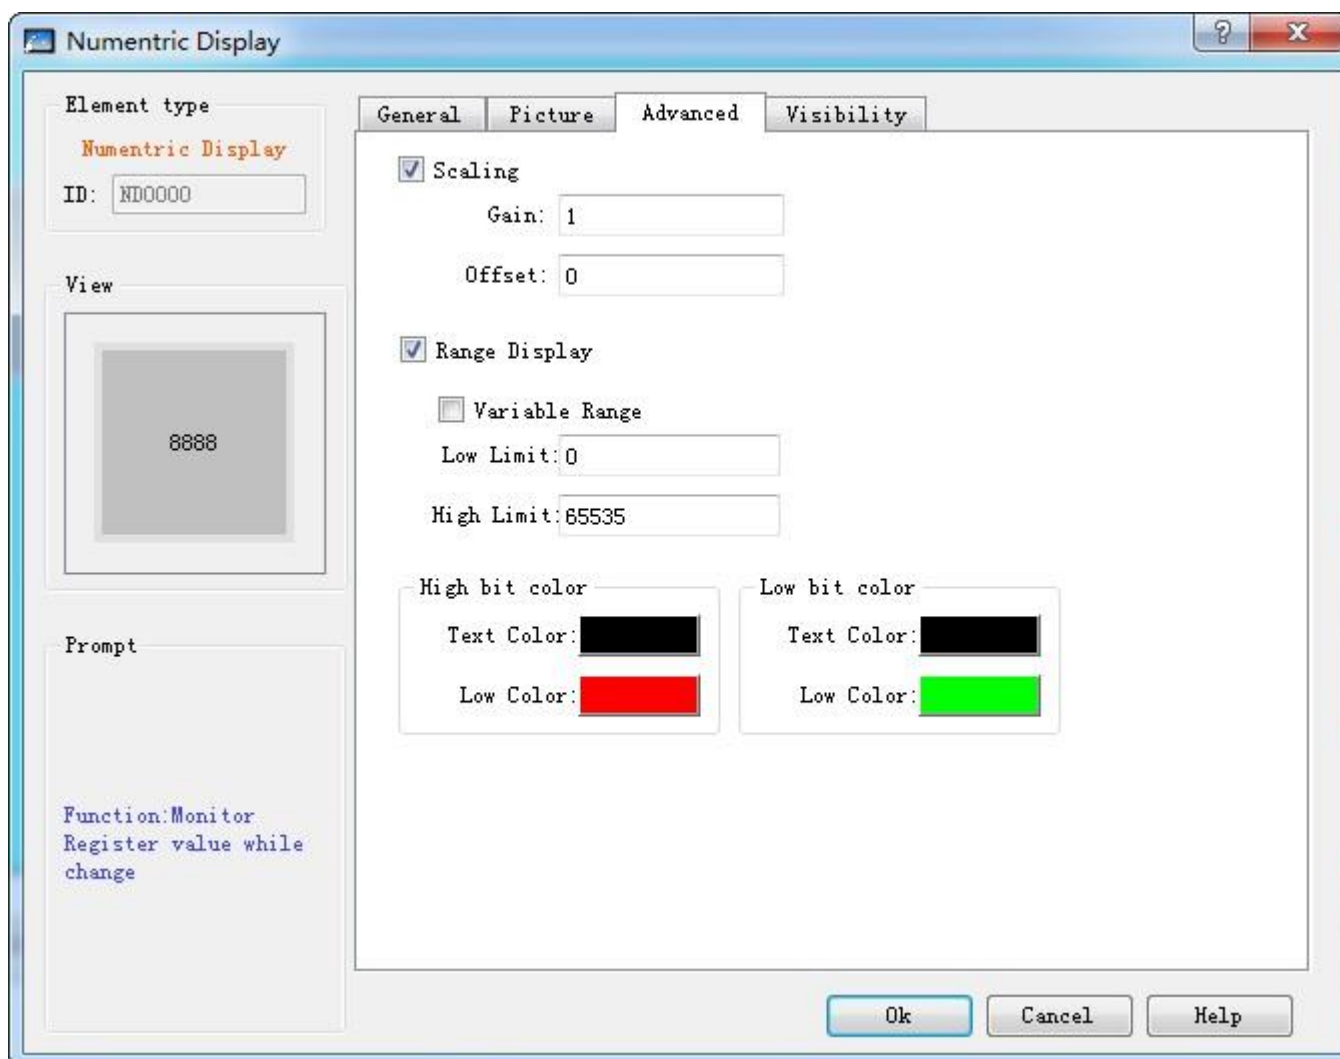 Numentric Display
Element type
Numentric Display
ID: ND0000
View
8888
Prompt
Function:Monitor
Register value while
change
General Picture Advanced Visibility
Scaling
Gain: 1
Offset: 0
Range Display
Variable Range
Low Limit: 0
High Limit: 65535
High bit color
Text Color:
Low Color:
Low bit color
Text Color:
Low Color:
Ok Cancel Help